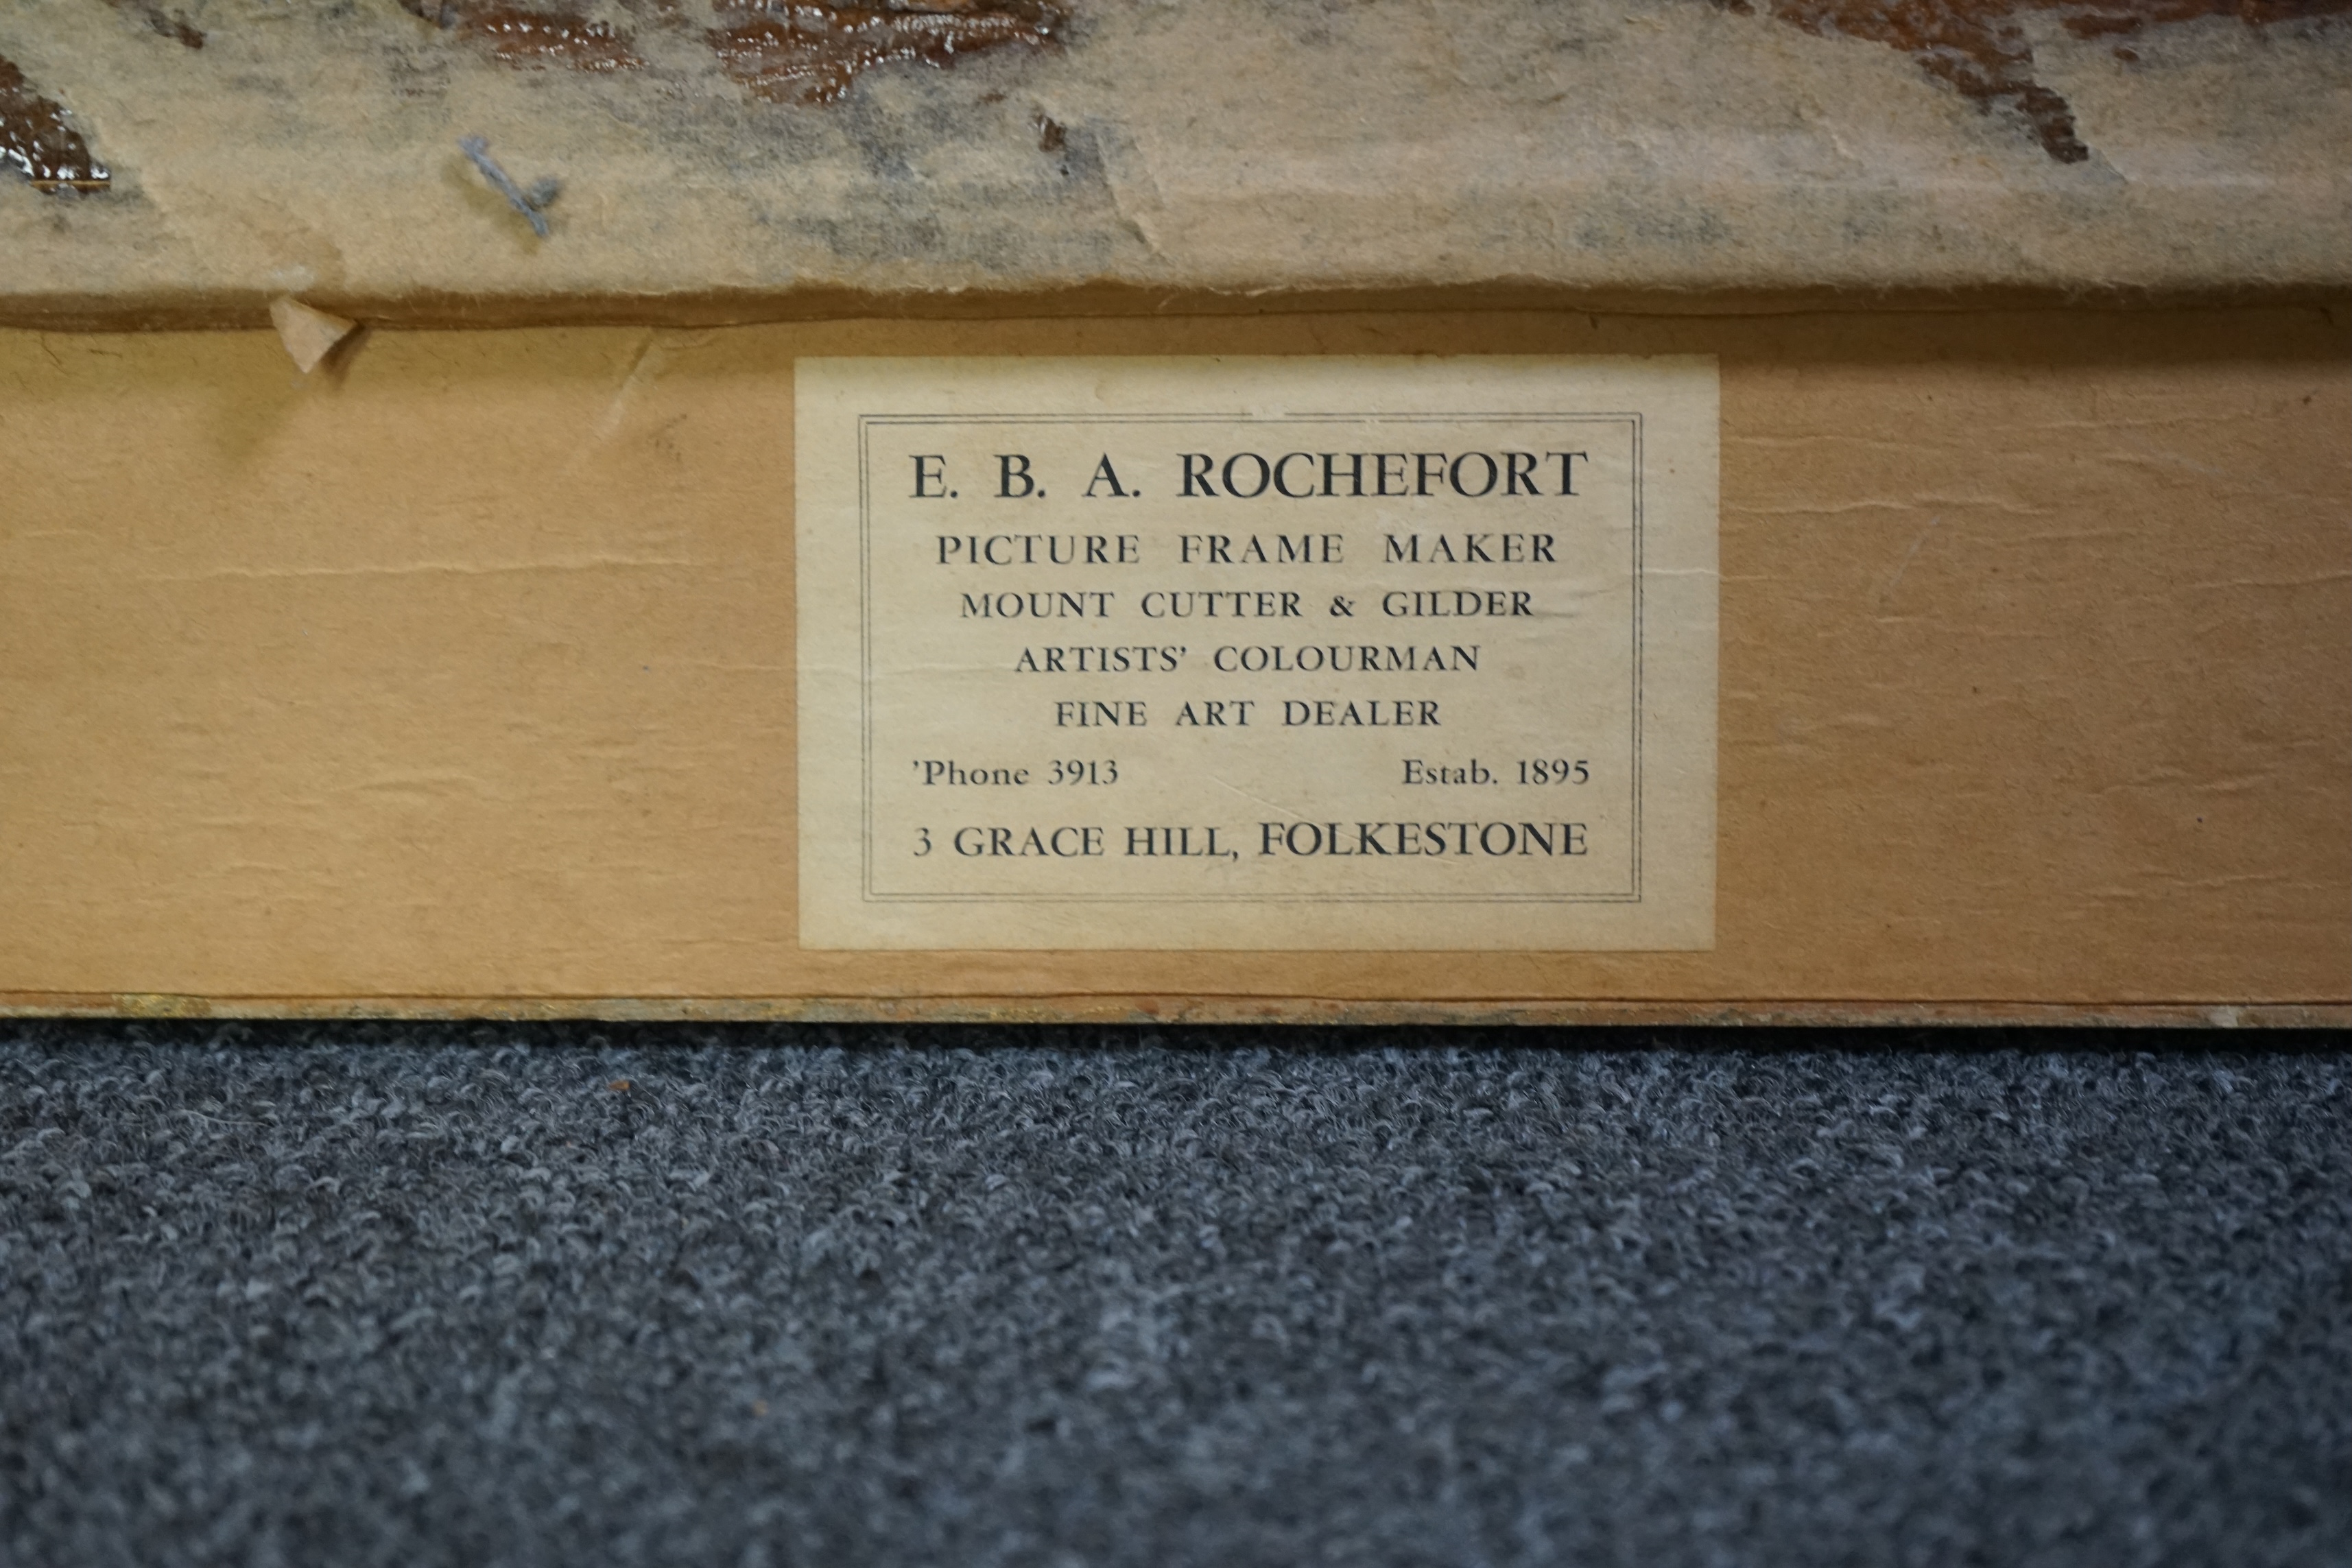 E. B. A. ROCHEFORT
PICTURE FRAME MAKER
MOUNT CUTTER & GILDER
ARTISTS' COLOURMAN
FINE ART DEALER
'Phone 3913 Estab. 1895
3 GRACE HILL, FOLKESTONE